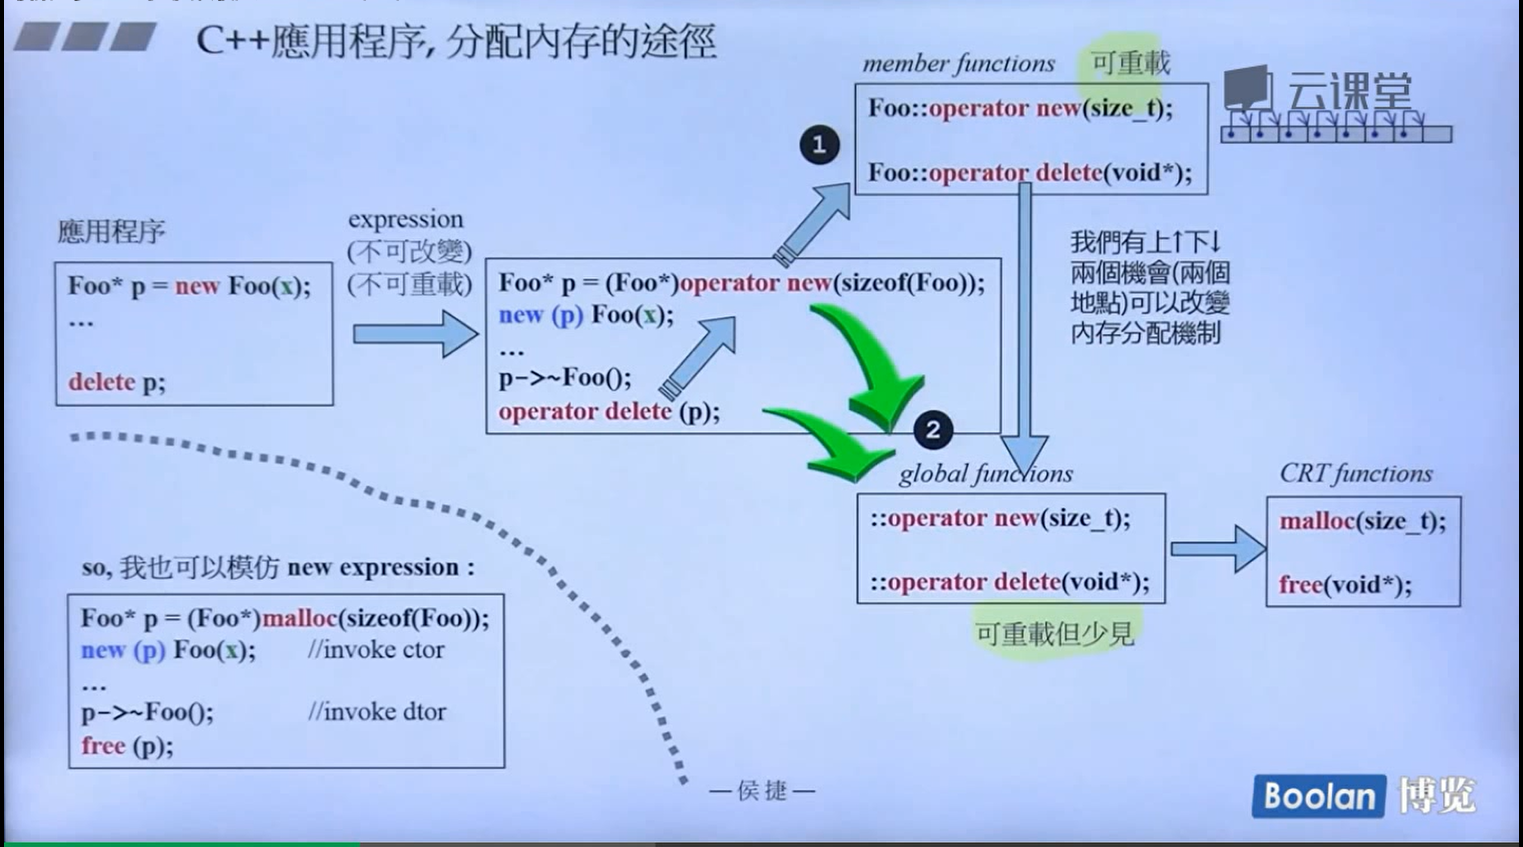 C++應用程序, 分配內存的途徑
member functions 可重載
云课堂
Foo::operator new(size_t);
Foo::operator delete(void*);
1
應用程序
Foo* p = new Foo(x);
...
delete p;
expression
(不可改變)
(不可重載)
Foo* p = (Foo*)operator new(sizeof(Foo));
new (p) Foo(x);
...
p->~Foo();
operator delete (p);
我們有上↑下↓
兩個機會(兩個
地點)可以改變
內存分配機制
2
global functions
::operator new(size_t);
::operator delete(void*);
可重載但少見
CRT functions
malloc(size_t);
free(void*);
so, 我也可以模仿 new expression :
Foo* p = (Foo*)malloc(sizeof(Foo));
new (p) Foo(x); //invoke ctor
...
p->~Foo(); //invoke dtor
free (p);
—侯捷—
Boolan 博览